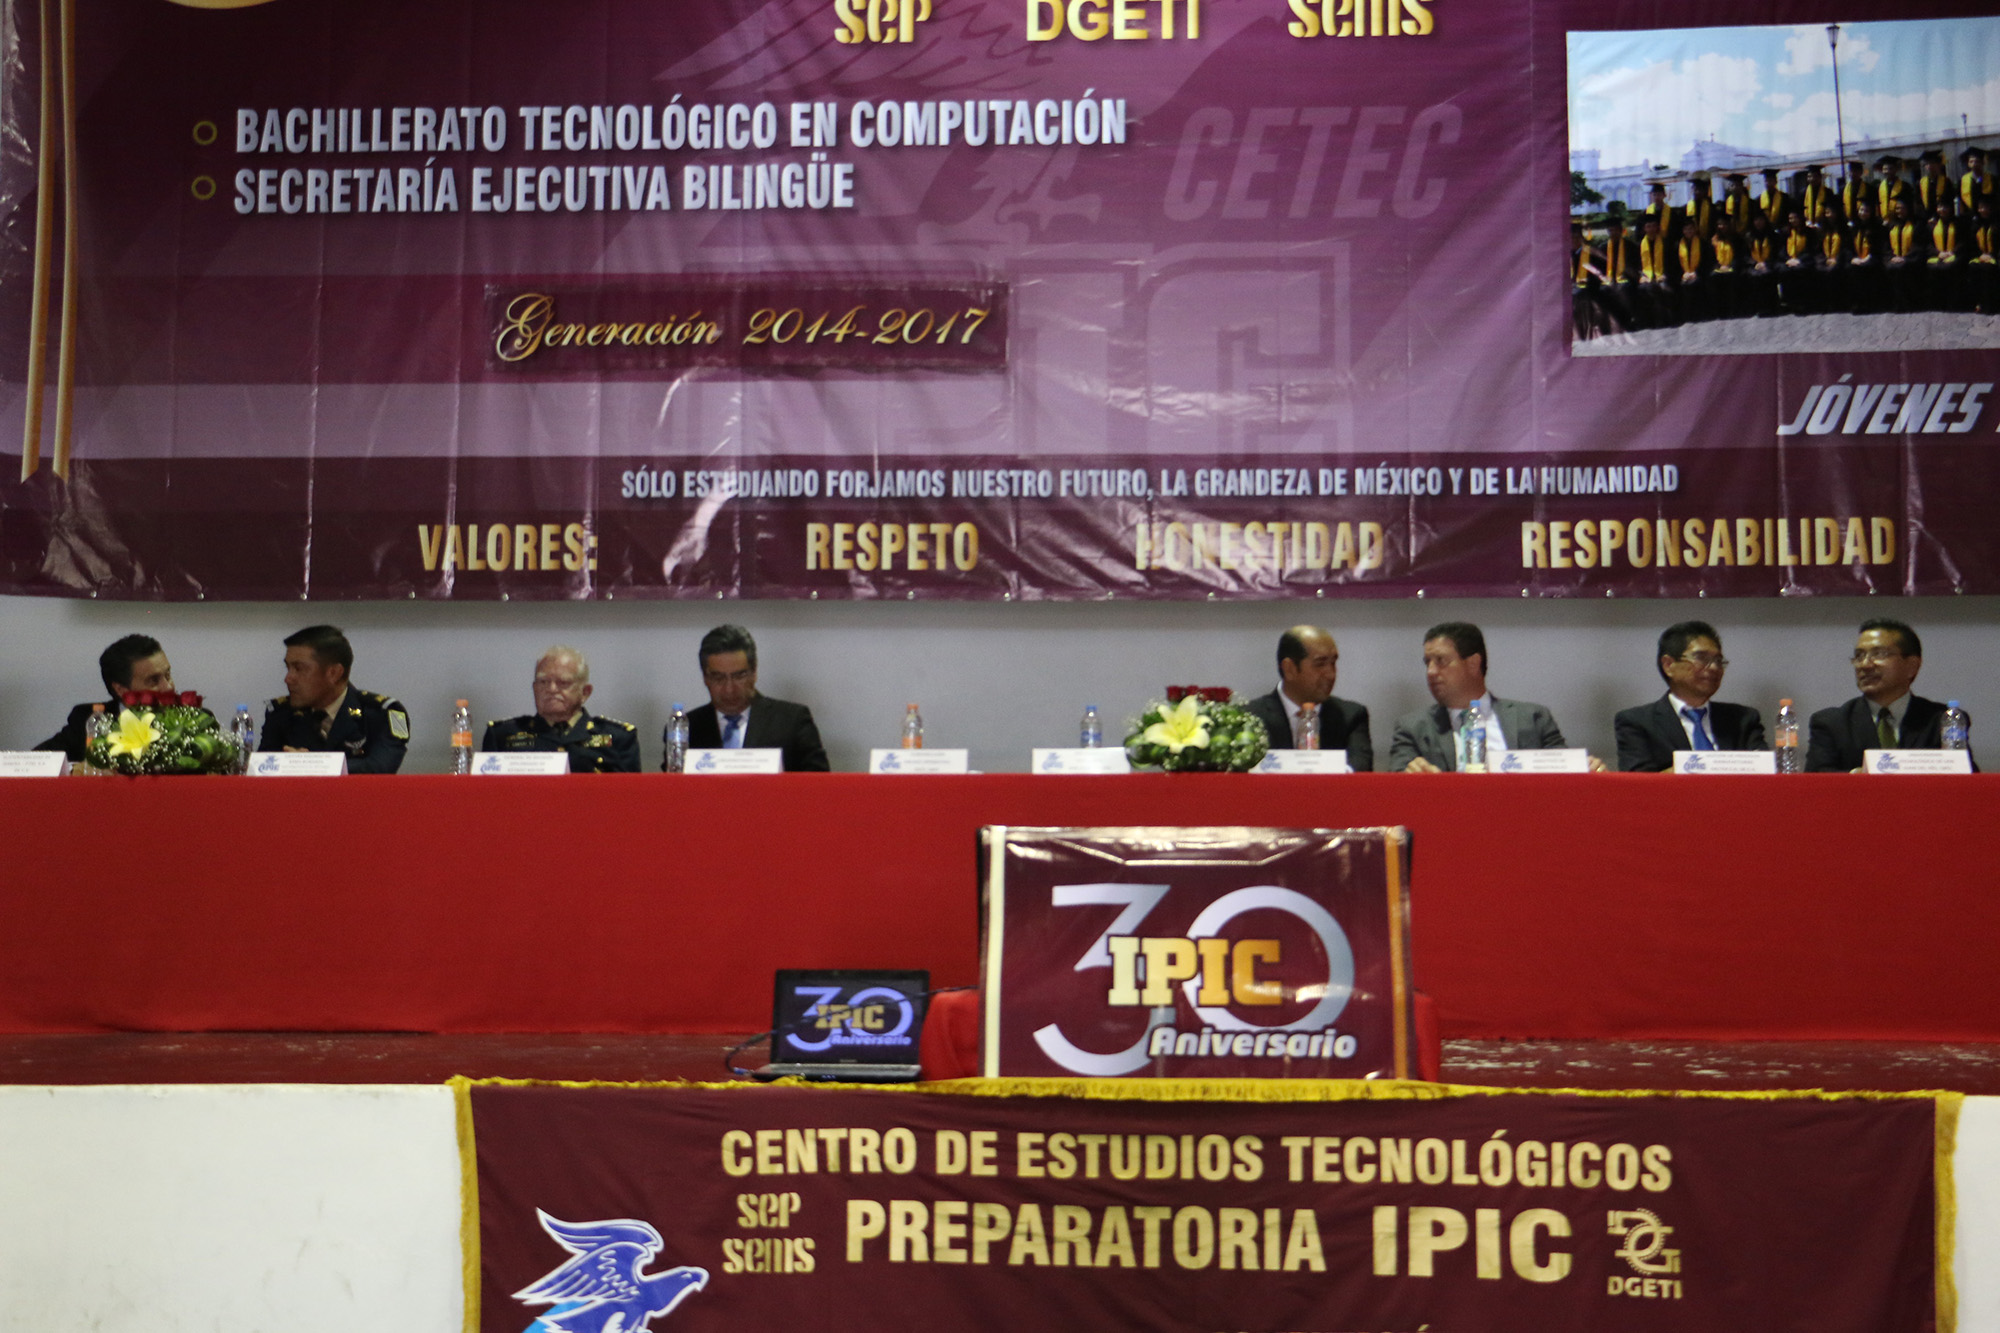 sep DGETI sems
BACHILLERATO TECNOLÓGICO EN COMPUTACIÓN
SECRETARÍA EJECUTIVA BILINGÜE
CETEC
IPIC
Generación 2014-2017
JÓVENES
SÓLO ESTUDIANDO FORJAMOS NUESTRO FUTURO, LA GRANDEZA DE MÉXICO Y DE LA HUMANIDAD
VALORES: RESPETO HONESTIDAD RESPONSABILIDAD
30
IPIC
Aniversario
30
IPIC
Aniversario
CENTRO DE ESTUDIOS TECNOLÓGICOS
sep
sems
PREPARATORIA IPIC
DGETI